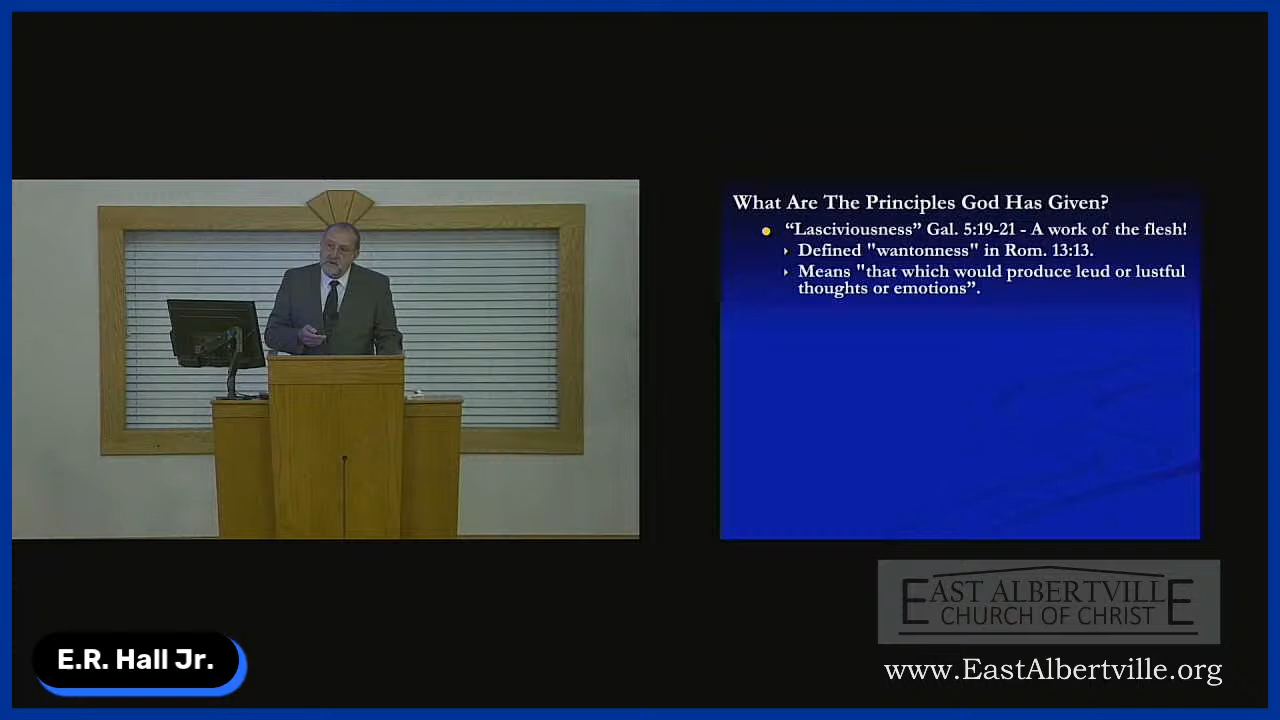 What Are The Principles God Has Given?
“Lasciviousness” Gal. 5:19-21 - A work of the flesh!
Defined "wantonness" in Rom. 13:13.
Means "that which would produce leud or lustful
thoughts or emotions”.
EAST ALBERTVILLE
CHURCH OF CHRIST
E.R. Hall Jr.
www.EastAlbertville.org